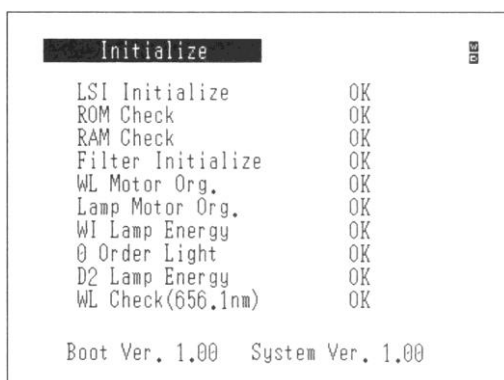 Initialize
W
D
LSI Initialize OK
ROM Check OK
RAM Check OK
Filter Initialize OK
WL Motor Org. OK
Lamp Motor Org. OK
WI Lamp Energy OK
0 Order Light OK
D2 Lamp Energy OK
WL Check(656.1nm) OK
Boot Ver. 1.00 System Ver. 1.00